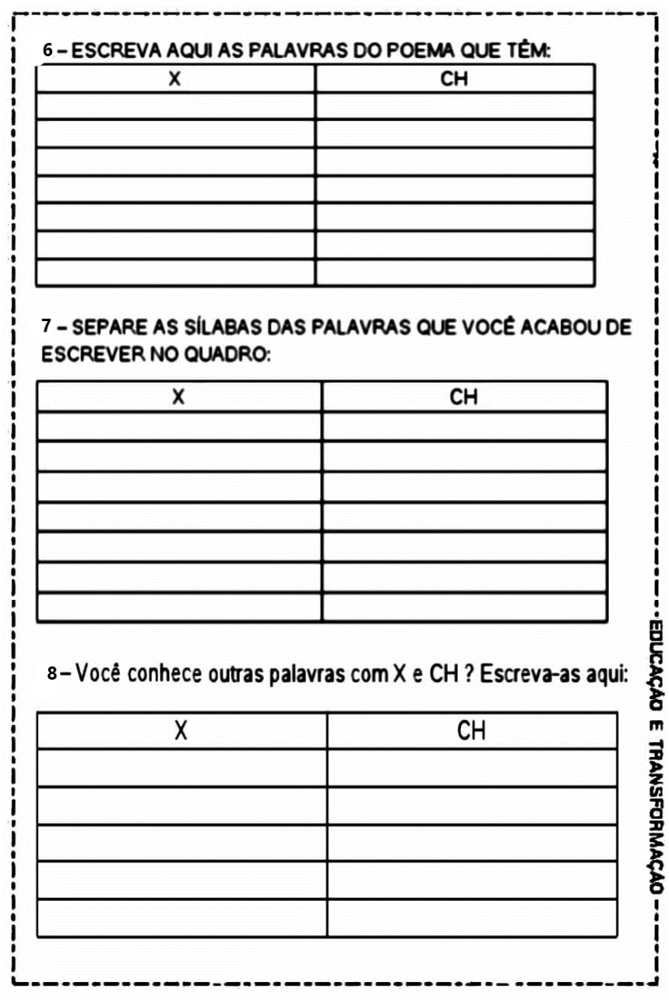 6 – ESCREVA AQUI AS PALAVRAS DO POEMA QUE TÊM:
X CH
7 – SEPARE AS SÍLABAS DAS PALAVRAS QUE VOCÊ ACABOU DE
ESCREVER NO QUADRO:
X CH
8 – Você conhece outras palavras com X e CH ? Escreva-as aqui:
X CH
EDUCAÇÃO E TRANSFORMAÇÃO